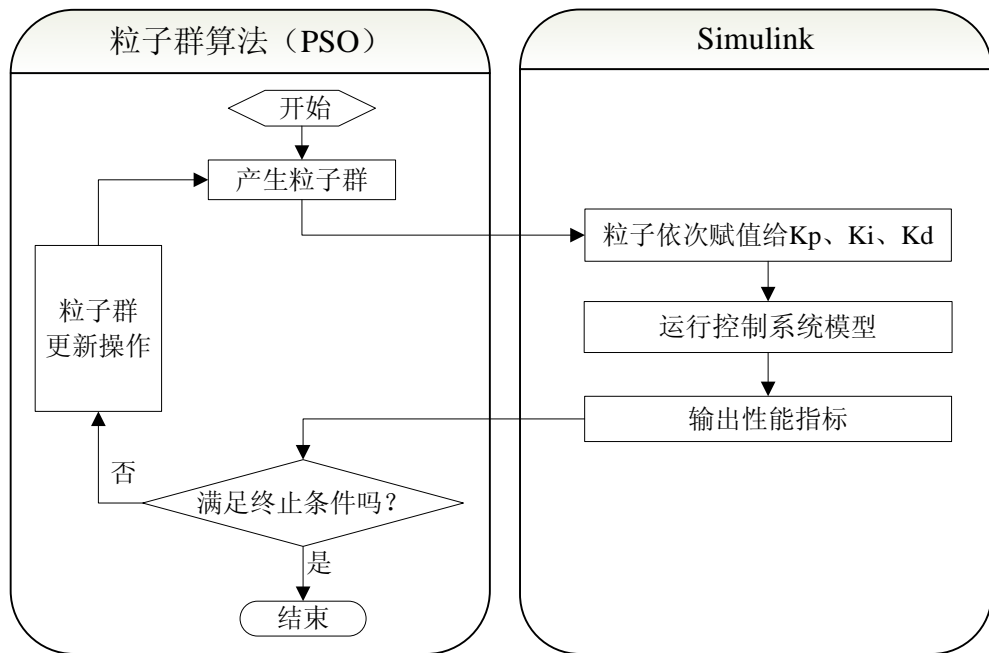 粒子群算法（PSO）
Simulink
开始
产生粒子群
粒子依次赋值给Kp、Ki、Kd
粒子群
更新操作
运行控制系统模型
输出性能指标
否
满足终止条件吗？
是
结束